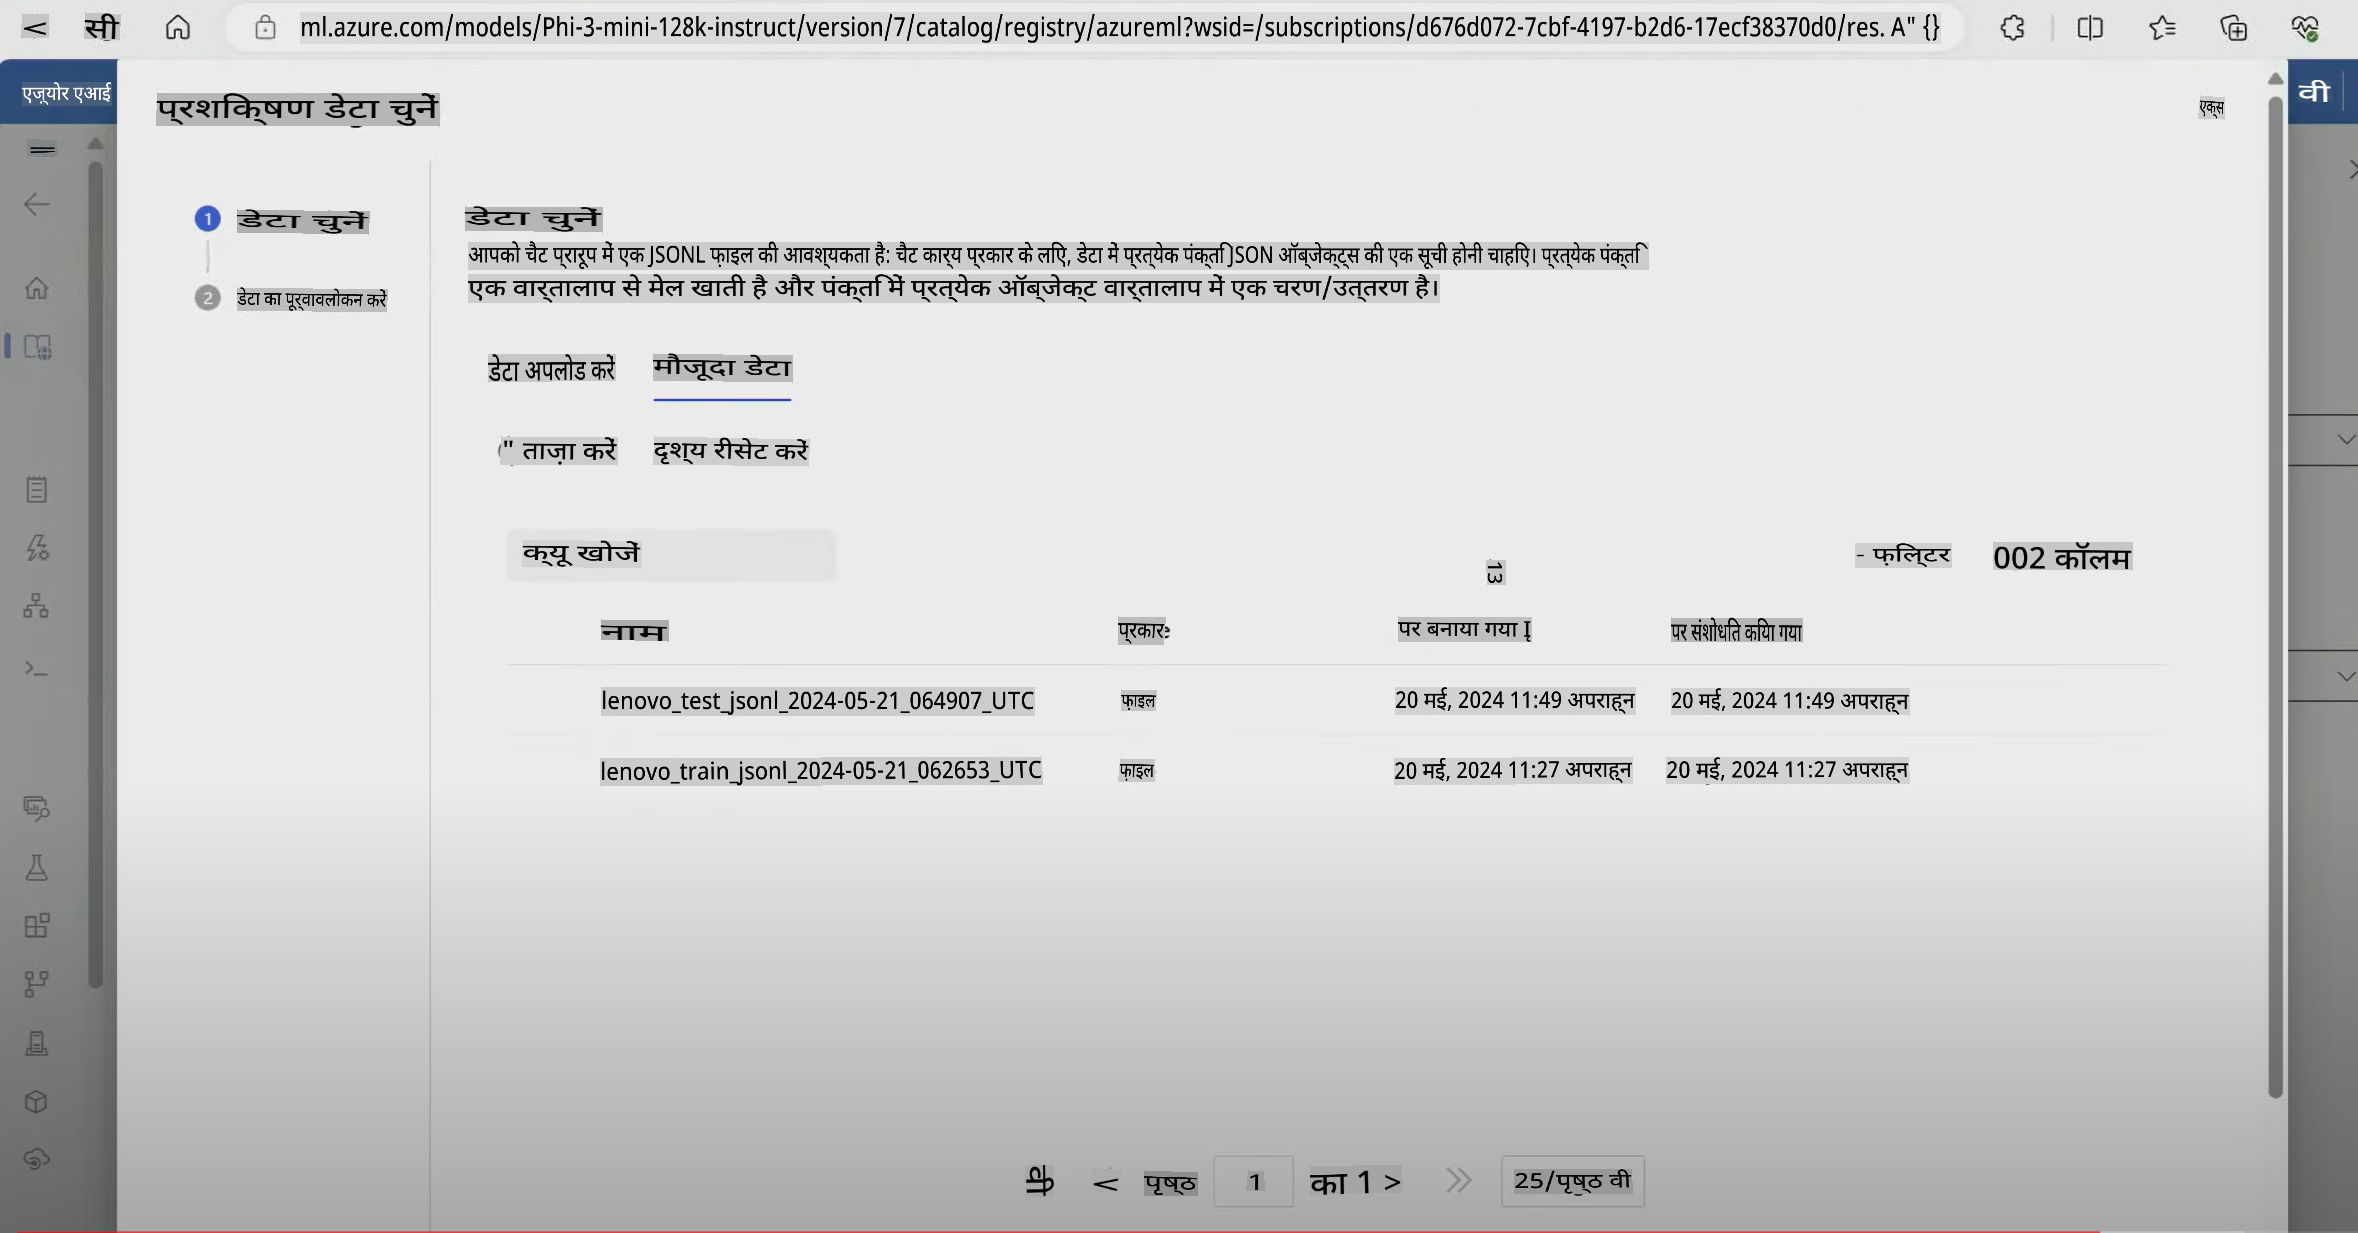 < सी ml.azure.com/models/Phi-3-mini-128k-instruct/version/7/catalog/registry/azureml?wsid=/subscriptions/d676d072-7cbf-4197-b2d6-17ecf38370d0/res. A" {}
एज्योर एआई
वी
प्रशिक्षण डेटा चुनें
एक्स
1 डेटा चुनें
2 डेटा का पूर्वावलोकन करें
डेटा चुनें
आपको चैट प्रारूप में एक JSONL फ़ाइल की आवश्यकता है: चैट कार्य प्रकार के लिए, डेटा में प्रत्येक पंक्ति JSON ऑब्जेक्ट्स की एक सूची होनी चाहिए। प्रत्येक पंक्ति
एक वार्तालाप से मेल खाती है और पंक्ति में प्रत्येक ऑब्जेक्ट वार्तालाप में एक चरण/उत्तरण है।
डेटा अपलोड करें मौजूदा डेटा
" ताज़ा करें दृश्य रीसेट करें
क्यू खोजें
13
- फ़िल्टर 002 कॉलम
नाम प्रकार पर बनाया गया पर संशोधित किया गया
lenovo_test_jsonl_2024-05-21_064907_UTC फ़ाइल 20 मई, 2024 11:49 अपराह्न 20 मई, 2024 11:49 अपराह्न
lenovo_train_jsonl_2024-05-21_062653_UTC फ़ाइल 20 मई, 2024 11:27 अपराह्न 20 मई, 2024 11:27 अपराह्न
वी < पृष्ठ 1 का 1 > 25/पृष्ठ वी